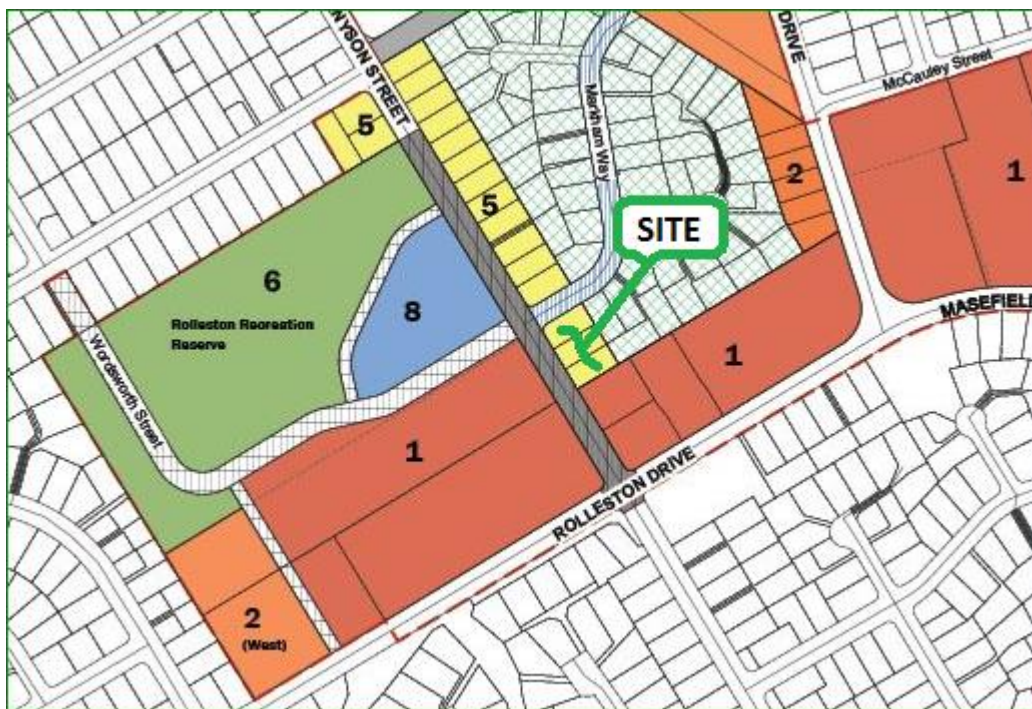 NYSON STREET
DRIVE
McCauley Street
Markham Way
5
5
2
1
SITE
6
Rolleston Recreation
Reserve
8
MASEFIELD
1
Wordsworth Street
1
ROLLESTON DRIVE
2
(West)